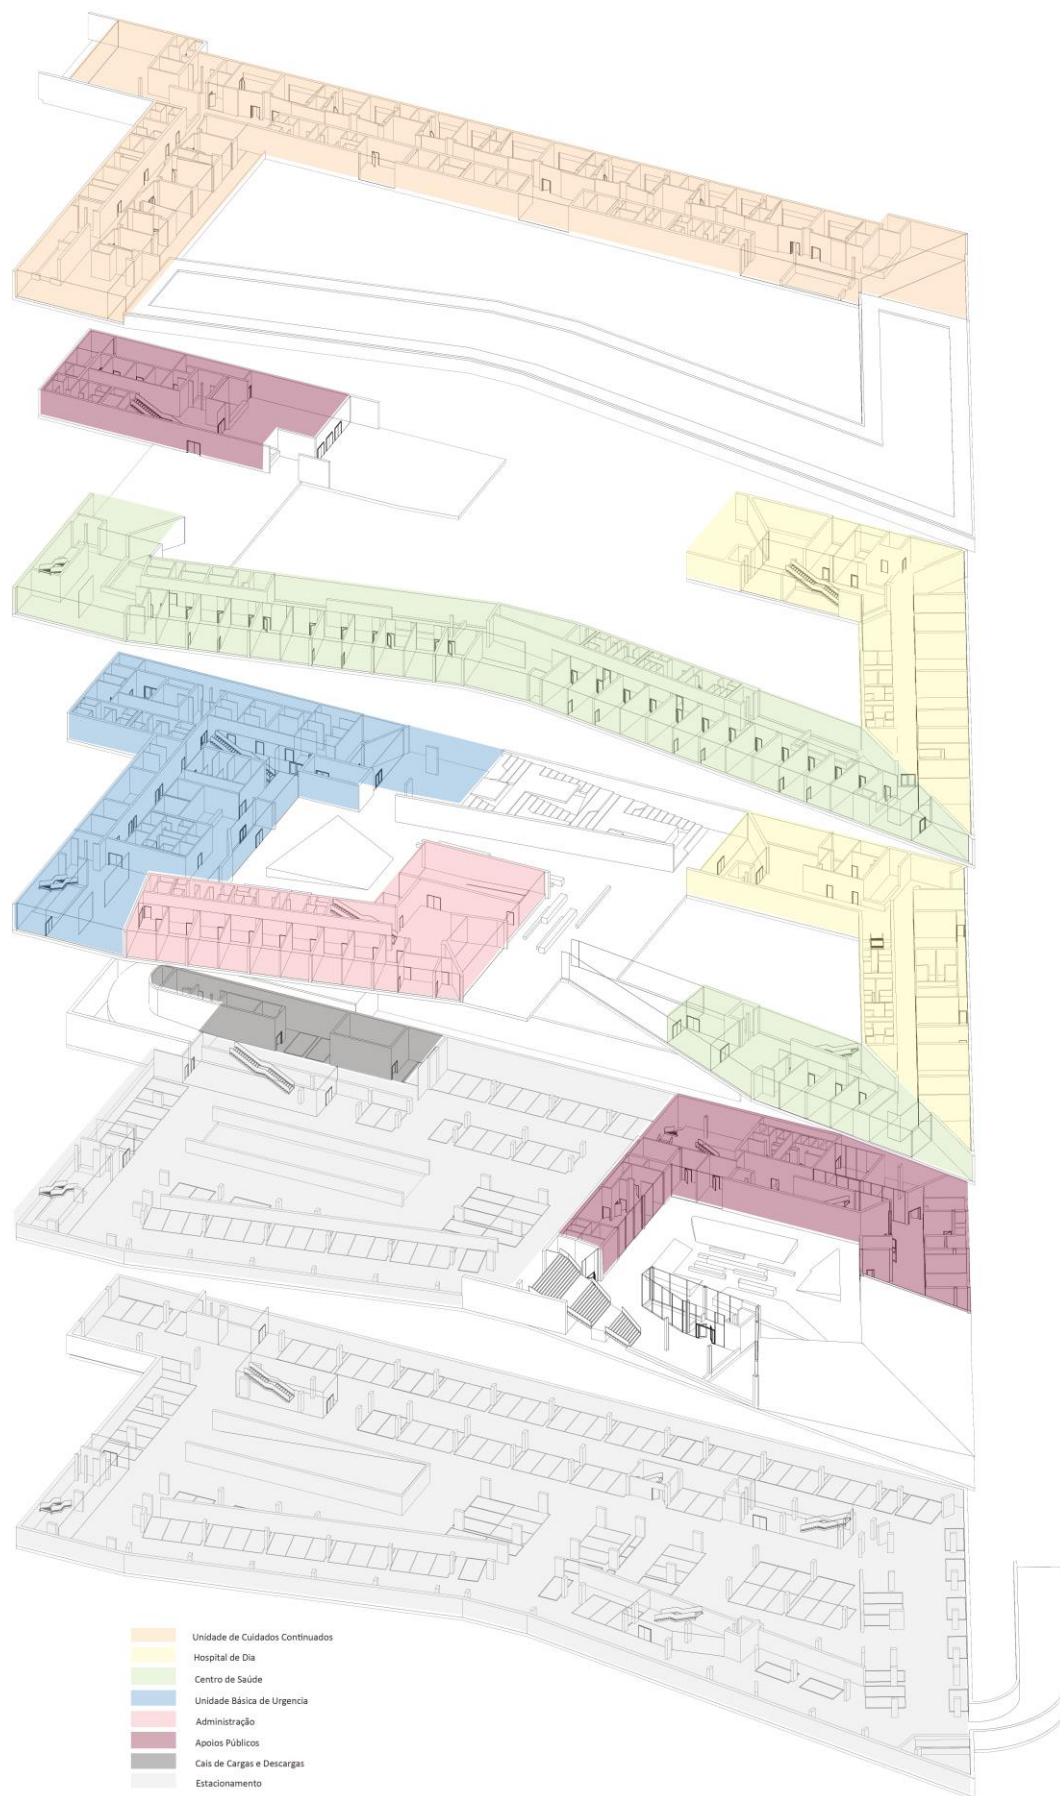 Unidade de Cuidados Continuados
Hospital de Dia
Centro de Saúde
Unidade Básica de Urgencia
Administração
Apoios Públicos
Cais de Cargas e Descargas
Estacionamento